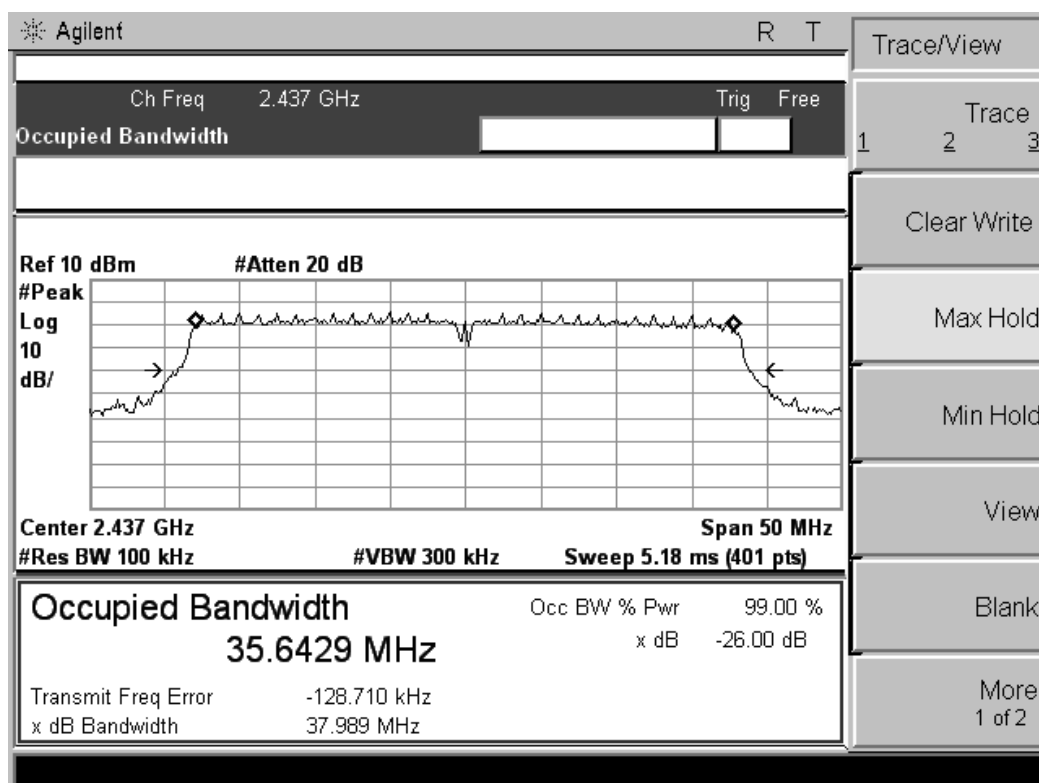 Agilent R T
Trace/View
Ch Freq 2.437 GHz Trig Free
Occupied Bandwidth
Trace
1 2 3
Clear Write
Max Hold
Min Hold
View
Blank
More
1 of 2
Ref 10 dBm #Atten 20 dB
#Peak
Log
10
dB/
Center 2.437 GHz Span 50 MHz
#Res BW 100 kHz #VBW 300 kHz Sweep 5.18 ms (401 pts)
Occupied Bandwidth
35.6429 MHz
Occ BW % Pwr 99.00 %
x dB -26.00 dB
Transmit Freq Error -128.710 kHz
x dB Bandwidth 37.989 MHz